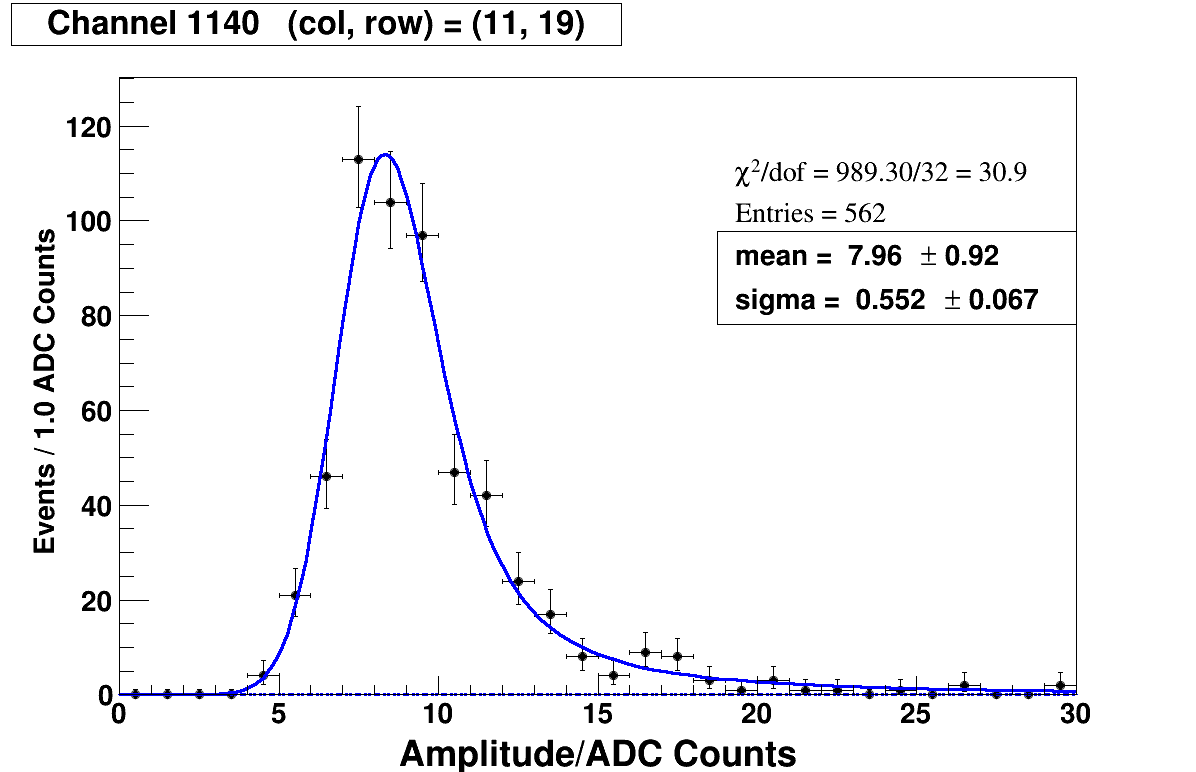 Channel 1140 (col, row) = (11, 19)
120
100
80
60
40
20
0
Events / 1.0 ADC Counts
χ²/dof = 989.30/32 = 30.9
Entries = 562
mean = 7.96 ± 0.92
sigma = 0.552 ± 0.067
0 5 10 15 20 25 30
Amplitude/ADC Counts